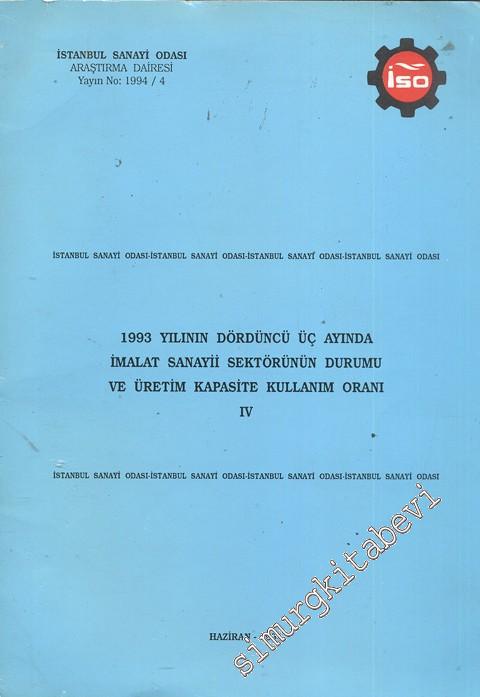 İSTANBUL SANAYİ ODASI
ARAŞTIRMA DAİRESİ
Yayın No: 1994 / 4
iso
İSTANBUL SANAYİ ODASI-İSTANBUL SANAYİ ODASI-İSTANBUL SANAYİ ODASI-İSTANBUL SANAYİ ODASI
1993 YILININ DÖRDÜNCÜ ÜÇ AYINDA
İMALAT SANAYİİ SEKTÖRÜNÜN DURUMU
VE ÜRETİM KAPASİTE KULLANIM ORANI
IV
İSTANBUL SANAYİ ODASI-İSTANBUL SANAYİ ODASI-İSTANBUL SANAYİ ODASI-İSTANBUL SANAYİ ODASI
HAZİRAN -
simurgkitabevi